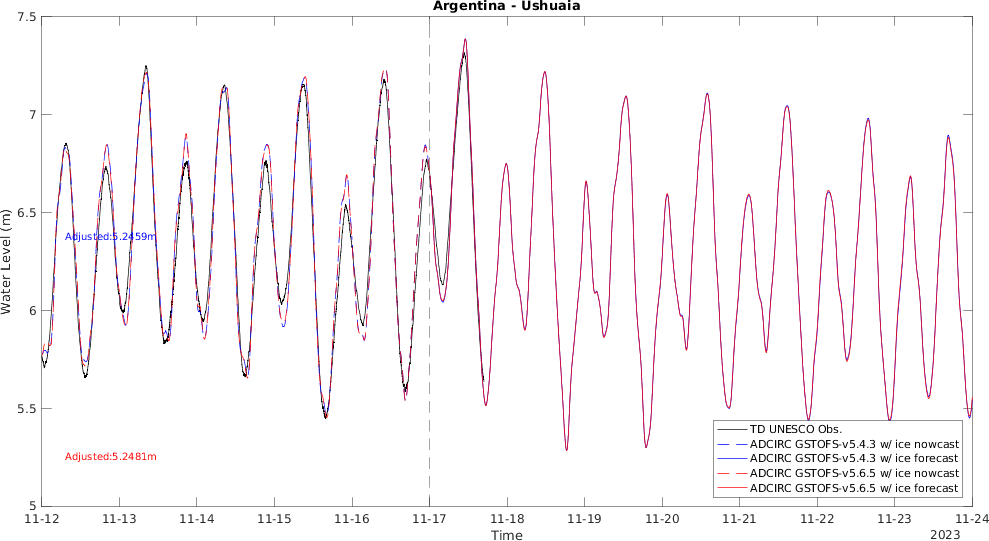 Argentina - Ushuaia
Water Level (m)
7.5
7
6.5
6
5.5
5
Adjusted:5.2459m
Adjusted:5.2481m
TD UNESCO Obs.
ADCIRC GSTOFS-v5.4.3 w/ ice nowcast
ADCIRC GSTOFS-v5.4.3 w/ ice forecast
ADCIRC GSTOFS-v5.6.5 w/ ice nowcast
ADCIRC GSTOFS-v5.6.5 w/ ice forecast
11-12 11-13 11-14 11-15 11-16 11-17 11-18 11-19 11-20 11-21 11-22 11-23 11-24
Time
2023